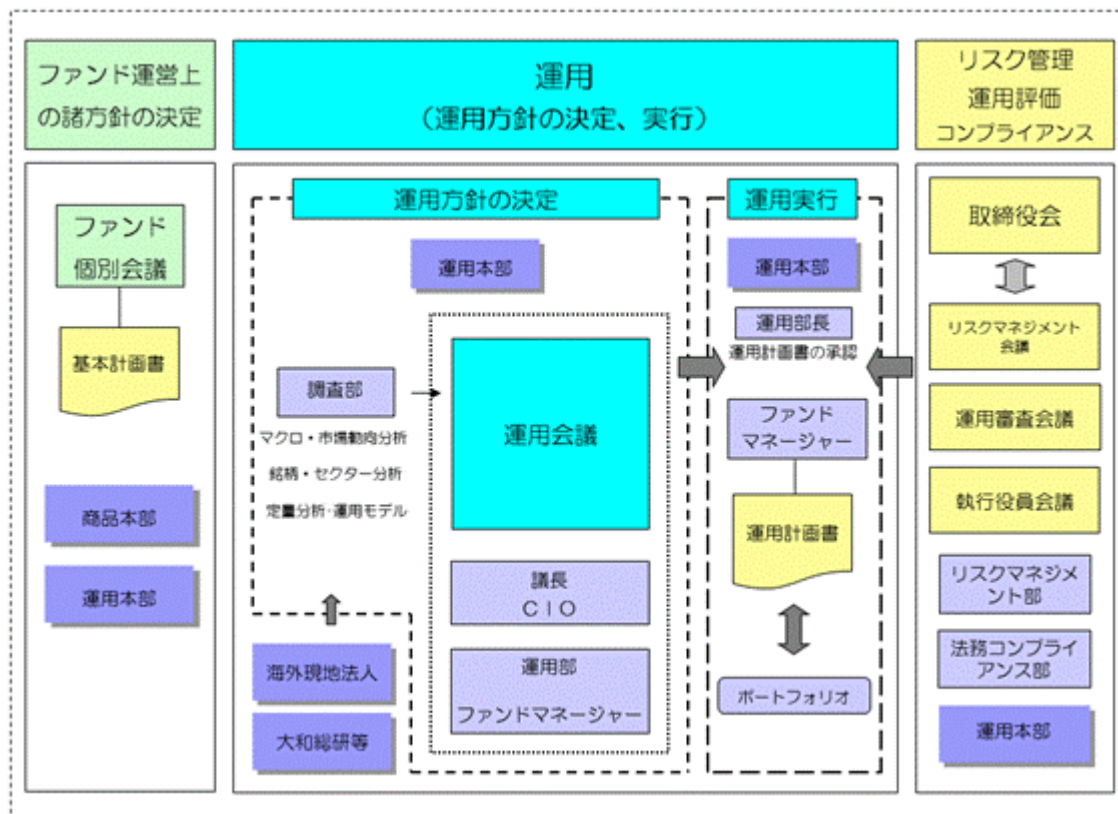 ファンド運営上
の諸方針の決定
運用
（運用方針の決定、実行）
リスク管理
運用評価
コンプライアンス
ファンド
個別会議
基本計画書
商品本部
運用本部
運用方針の決定
運用本部
調査部
マクロ・市場動向分析
銘柄・セクター分析
定量分析・運用モデル
運用会議
議長
ＣＩＯ
運用部
ファンドマネージャー
海外現地法人
大和総研等
運用実行
運用本部
運用部長
運用計画書の承認
ファンド
マネージャー
運用計画書
ポートフォリオ
取締役会
リスクマネジメント
会議
運用審査会議
執行役員会議
リスクマネジメ
ント部
法務コンプライ
アンス部
運用本部